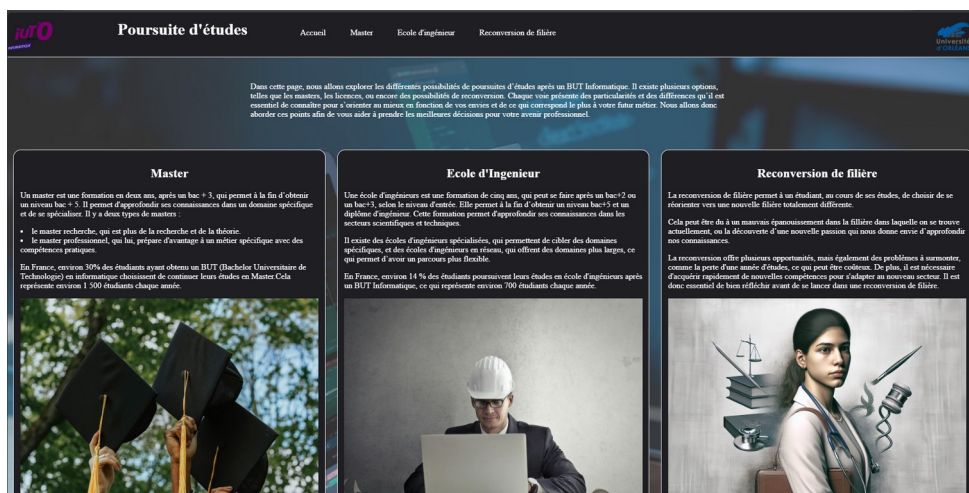 iUT'O
Poursuite d'études
Accueil
Master
Ecole d'ingénieur
Reconversion de filière
Université
d'ORLÉANS
Dans cette page, nous allons explorer les différentes possibilités de poursuites d'études après un BUT Informatique. Il existe plusieurs options,
telles que les masters, les licences, ou encore des possibilités de reconversion. Chaque voie présente des particularités et des différences qu'il est
essentiel de connaître pour s'orienter au mieux en fonction de vos envies et de ce qui correspond le plus à votre futur métier. Nous allons donc
aborder ces points afin de vous aider à prendre les meilleures décisions pour votre avenir professionnel.
Master
Un master est une formation en deux ans, après un bac + 3, qui permet à la fin d'obtenir
un niveau bac + 5. Il permet d'approfondir ses connaissances dans un domaine spécifique
et de se spécialiser. Il y a deux types de masters :
• le master recherche, qui est plus de la recherche et de la théorie.
• le master professionnel, qui lui, prépare d'avantage à un métier spécifique avec des
compétences pratiques.
En France, environ 30% des étudiants ayant obtenu un BUT (Bachelor Universitaire de
Technologie) en informatique choisissent de continuer leurs études en Master.Cela
représente environ 1 500 étudiants chaque année.
Ecole d'Ingenieur
Une école d'ingénieurs est une formation de cinq ans, qui peut se faire après un bac+2 ou
un bac+3, selon le niveau d'entrée. Elle permet à la fin d'obtenir un niveau bac+5 et un
diplôme d'ingénieur. Cette formation permet d'approfondir ses connaissances dans les
secteurs scientifiques et techniques.
Il existe des écoles d'ingénieurs spécialisées, qui permettent de cibler des domaines
spécifiques, et des écoles d'ingénieurs en réseau, qui offrent des domaines plus larges, ce
qui permet d'avoir un parcours plus flexible.
En France, environ 14 % des étudiants poursuivent leurs études en école d'ingénieurs après
un BUT Informatique, ce qui représente environ 700 étudiants chaque année.
Reconversion de filière
La reconversion de filière permet à un étudiant, au cours de ses études, de choisir de se
réorienter vers une nouvelle filière totalement différente.
Cela peut être du à un mauvais épanouissement dans la fillière dans laquelle on se trouve
actuellement, ou la découverte d'une nouvelle passion qui nous donne envie d'approfondir
nos connaissances.
La reconversion offre plusieurs opportunités, mais également des problèmes à surmonter,
comme la perte d'une année d'études, ce qui peut être coûteux. De plus, il est nécessaire
d'acquérir rapidement de nouvelles compétences pour s'adapter au nouveau secteur. Il est
donc essentiel de bien réfléchir avant de se lancer dans une reconversion de filière.